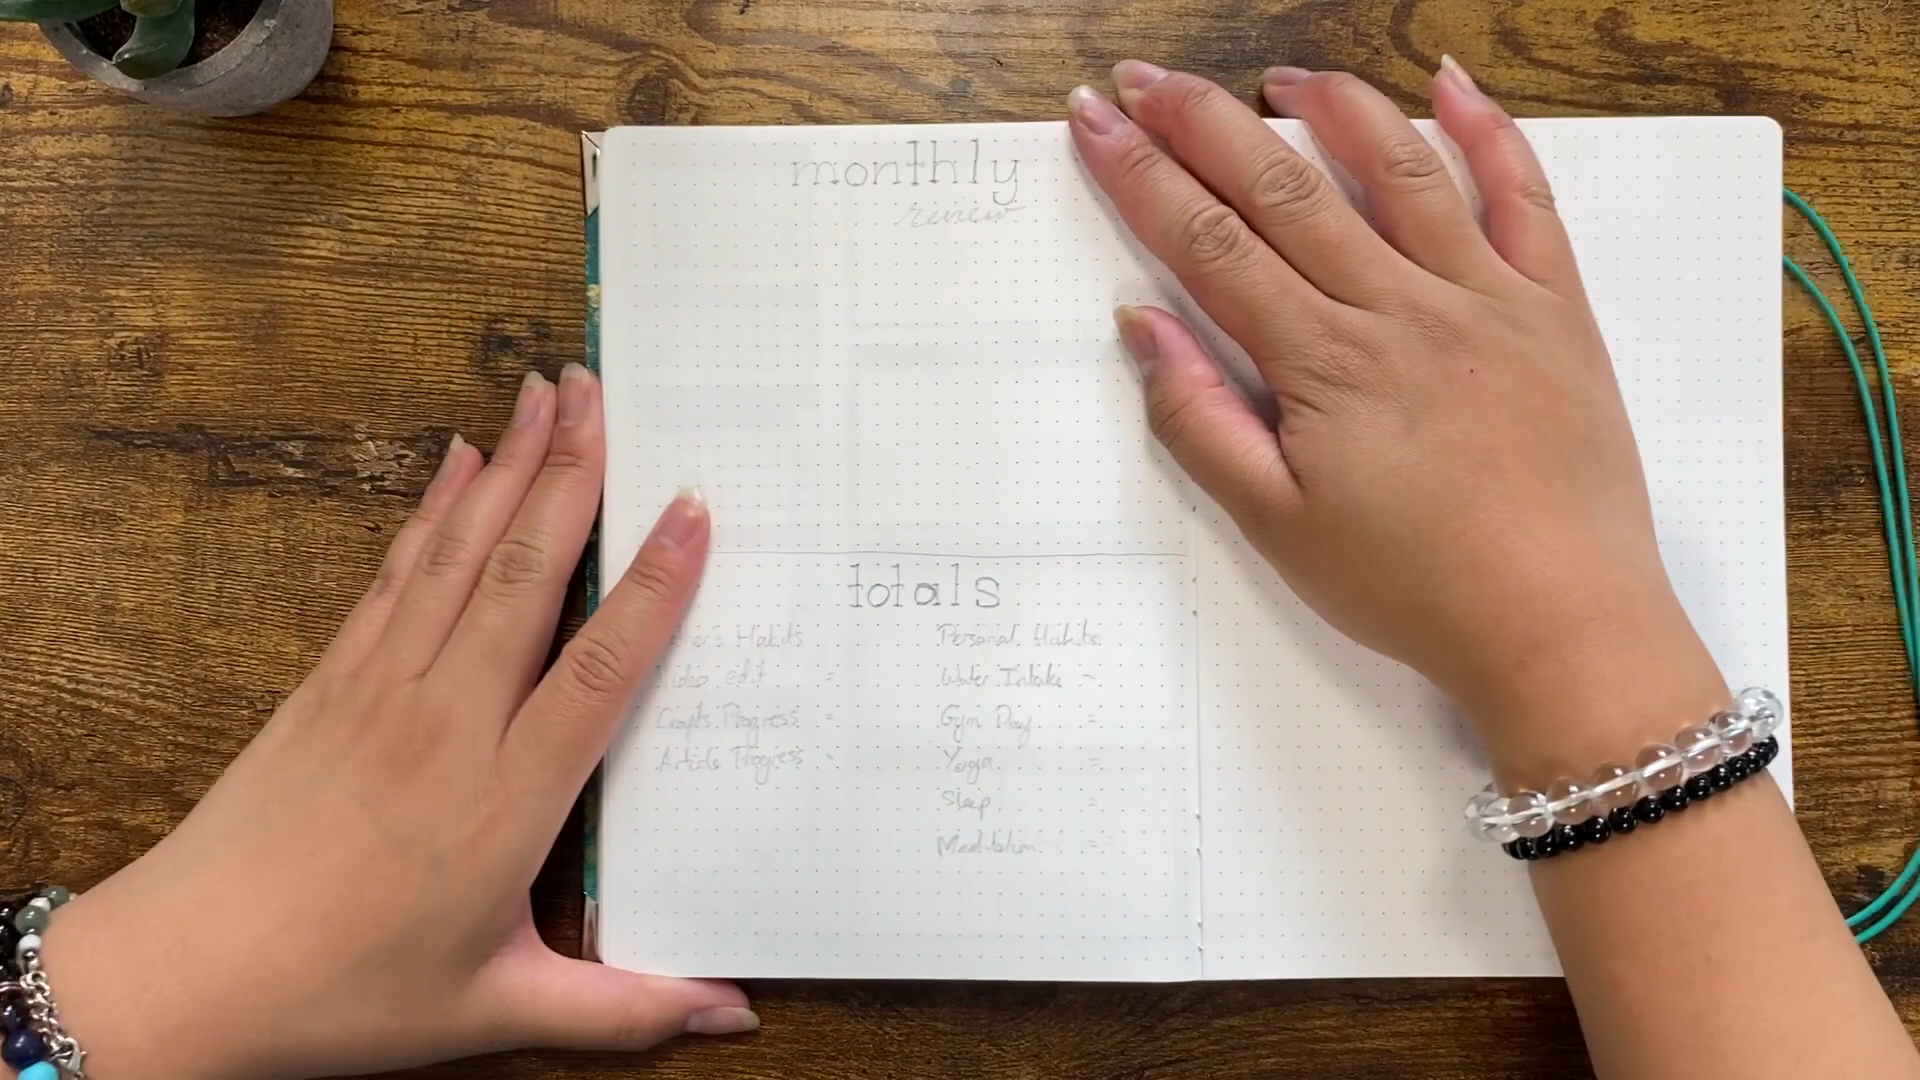 monthly
review
totals
Habits
Personal Habits
Video edit =
Water Intake -
Crafts Progress =
Gym Day =
Article Progress -
Yoga =
Sleep =
Meditation =